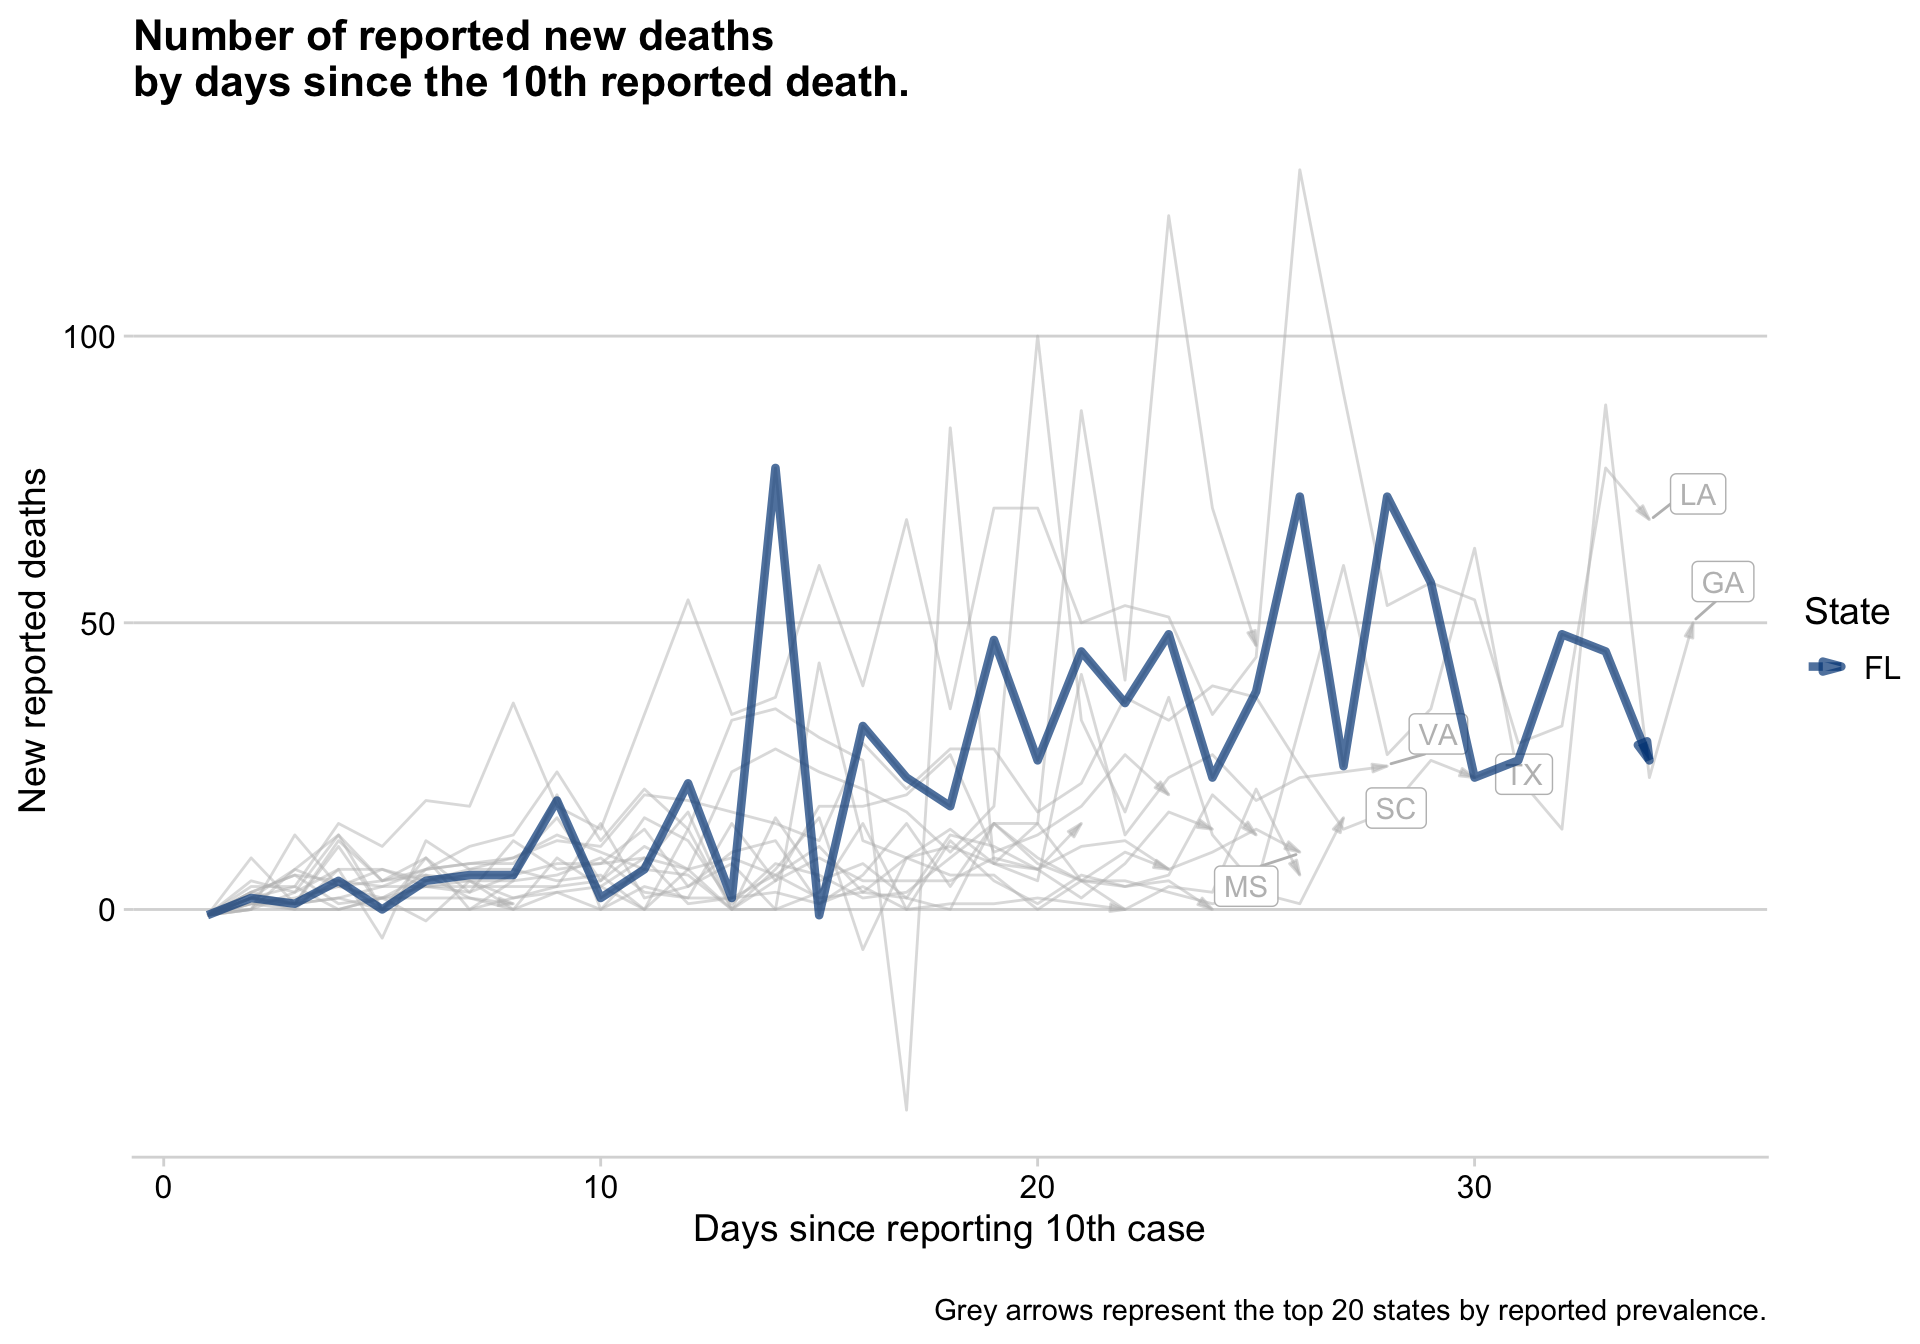 Number of reported new deaths
by days since the 10th reported death.
New reported deaths
100
50
0
LA
GA
VA
TX
SC
MS
State
FL
0 10 20 30
Days since reporting 10th case
Grey arrows represent the top 20 states by reported prevalence.